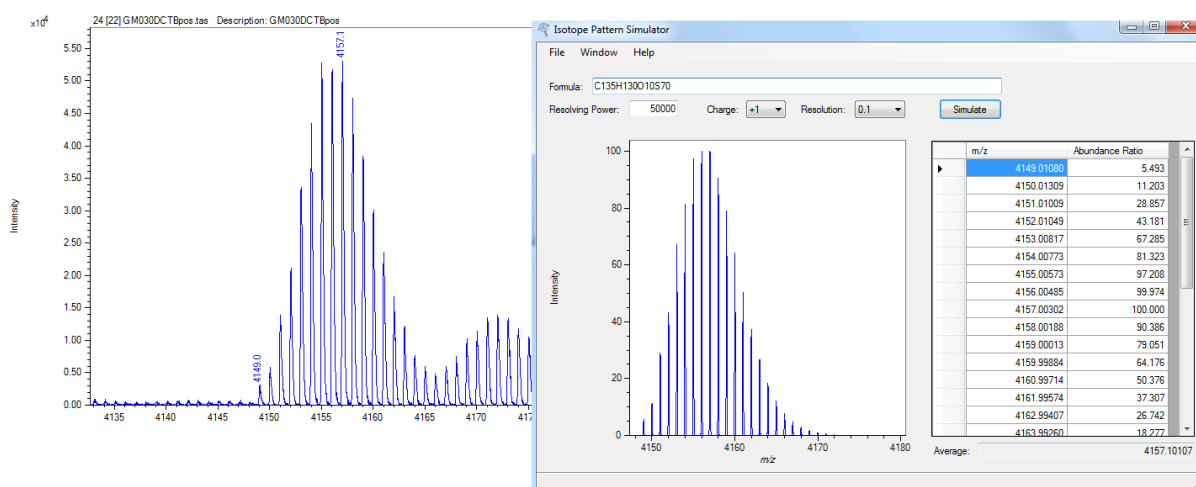 x10⁴
24 [22] GM030DCTBpos.tas Description: GM030DCTBpos
5.50
5.00
4.50
4.00
3.50
3.00
2.50
2.00
1.50
1.00
0.50
0.00
Intensity
4149.0
4157.1
4135 4140 4145 4150 4155 4160 4165 4170
Isotope Pattern Simulator
File Window Help
Formula: C135H130O10S70
Resolving Power: 50000 Charge: +1 Resolution: 0.1 Simulate
100
80
60
40
20
0
Intensity
4150 4160 4170 4180
m/z
m/z Abundance Ratio
4149.01080 5.493
4150.01309 11.203
4151.01009 28.857
4152.01049 43.181
4153.00817 67.285
4154.00773 81.323
4155.00573 97.208
4156.00485 99.974
4157.00302 100.000
4158.00188 90.386
4159.00013 79.051
4159.99884 64.176
4160.99714 50.376
4161.99574 37.307
4162.99407 26.742
4163.99260 18.277
Average: 4157.10107